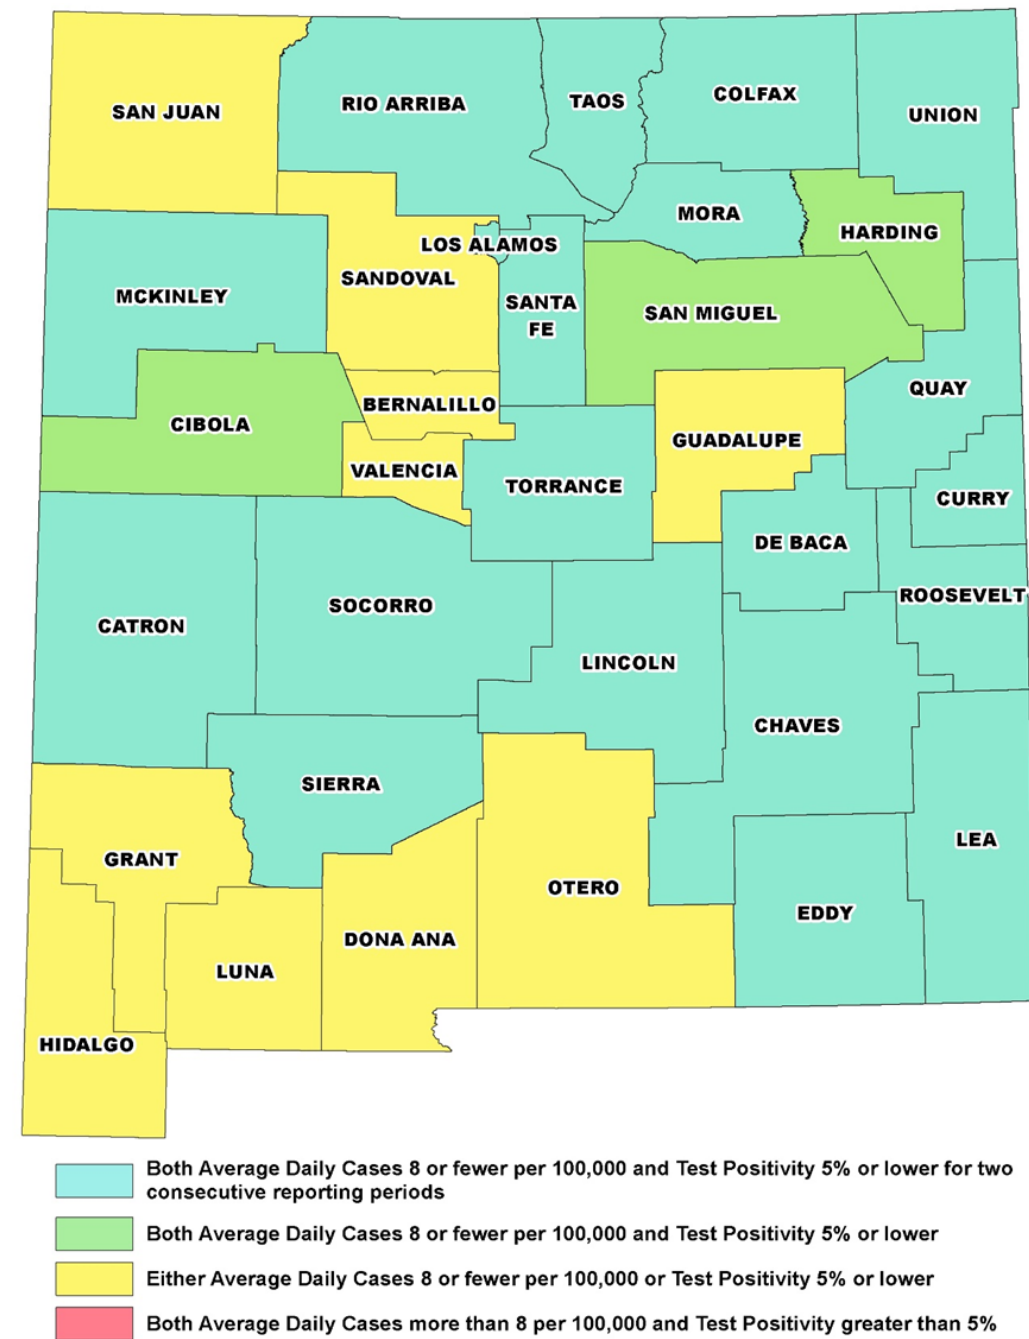 SAN JUAN
RIO ARRIBA
TAOS
COLFAX
UNION
MORA
HARDING
LOS ALAMOS
SANDOVAL
MCKINLEY
SANTA
FE
SAN MIGUEL
QUAY
BERNALILLO
CIBOLA
GUADALUPE
VALENCIA
TORRANCE
CURRY
DE BACA
ROOSEVELT
SOCORRO
CATRON
LINCOLN
CHAVES
SIERRA
LEA
GRANT
OTERO
EDDY
DONA ANA
LUNA
HIDALGO
Both Average Daily Cases 8 or fewer per 100,000 and Test Positivity 5% or lower for two
consecutive reporting periods
Both Average Daily Cases 8 or fewer per 100,000 and Test Positivity 5% or lower
Either Average Daily Cases 8 or fewer per 100,000 or Test Positivity 5% or lower
Both Average Daily Cases more than 8 per 100,000 and Test Positivity greater than 5%